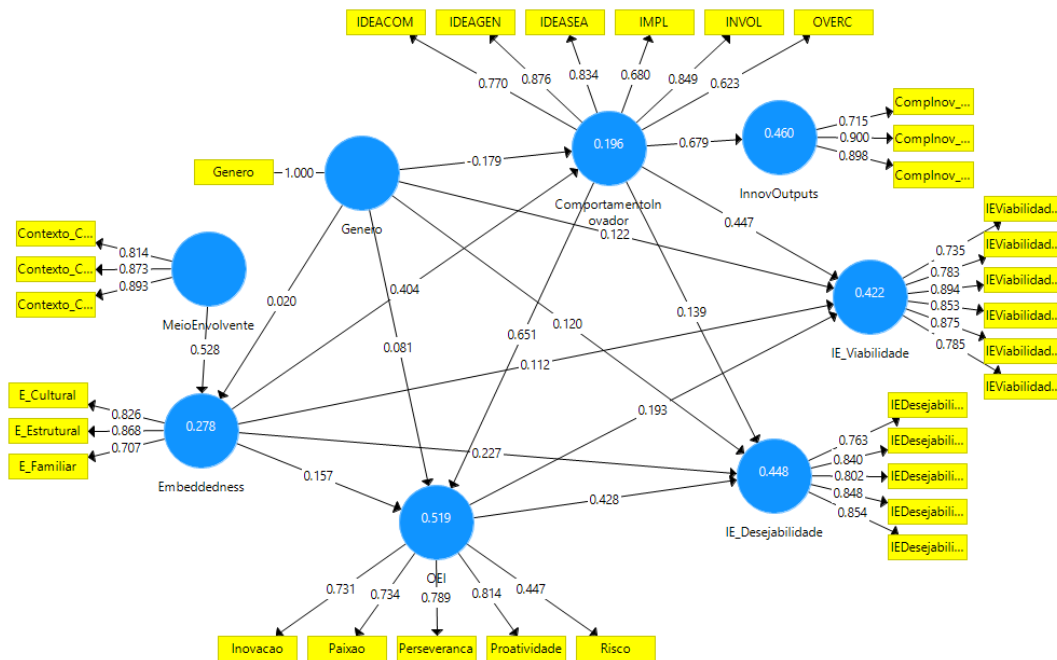 IDEACOM
IDEAGEN
IDEASEA
IMPL
INVOL
OVERC
0.770
0.876
0.834
0.680
0.849
0.623
CompInov_...
CompInov_...
CompInov_...
0.715
0.900
0.898
0.460
InnovOutputs
0.679
0.196
ComportamentoIn
ovador
Genero
1.000
Genero
-0.179
0.122
0.447
Contexto_C...
Contexto_C...
Contexto_C...
0.814
0.873
0.893
MeioEnvolvente
0.528
0.020
0.404
0.081
0.651
0.120
0.139
0.112
IEViabilidad...
IEViabilidad...
IEViabilidad...
IEViabilidad...
IEViabilidad...
IEViabilidad...
0.735
0.783
0.894
0.853
0.875
0.785
0.422
IE_Viabilidade
E_Cultural
E_Estrutural
E_Familiar
0.826
0.868
0.707
0.278
Embeddedness
0.193
0.227
0.157
0.428
IEDesejabili...
IEDesejabili...
IEDesejabili...
IEDesejabili...
IEDesejabili...
0.763
0.840
0.802
0.848
0.854
0.448
IE_Desejabilidade
0.519
OEI
0.731
0.734
0.789
0.814
0.447
Inovacao
Paixao
Perseveranca
Proatividade
Risco